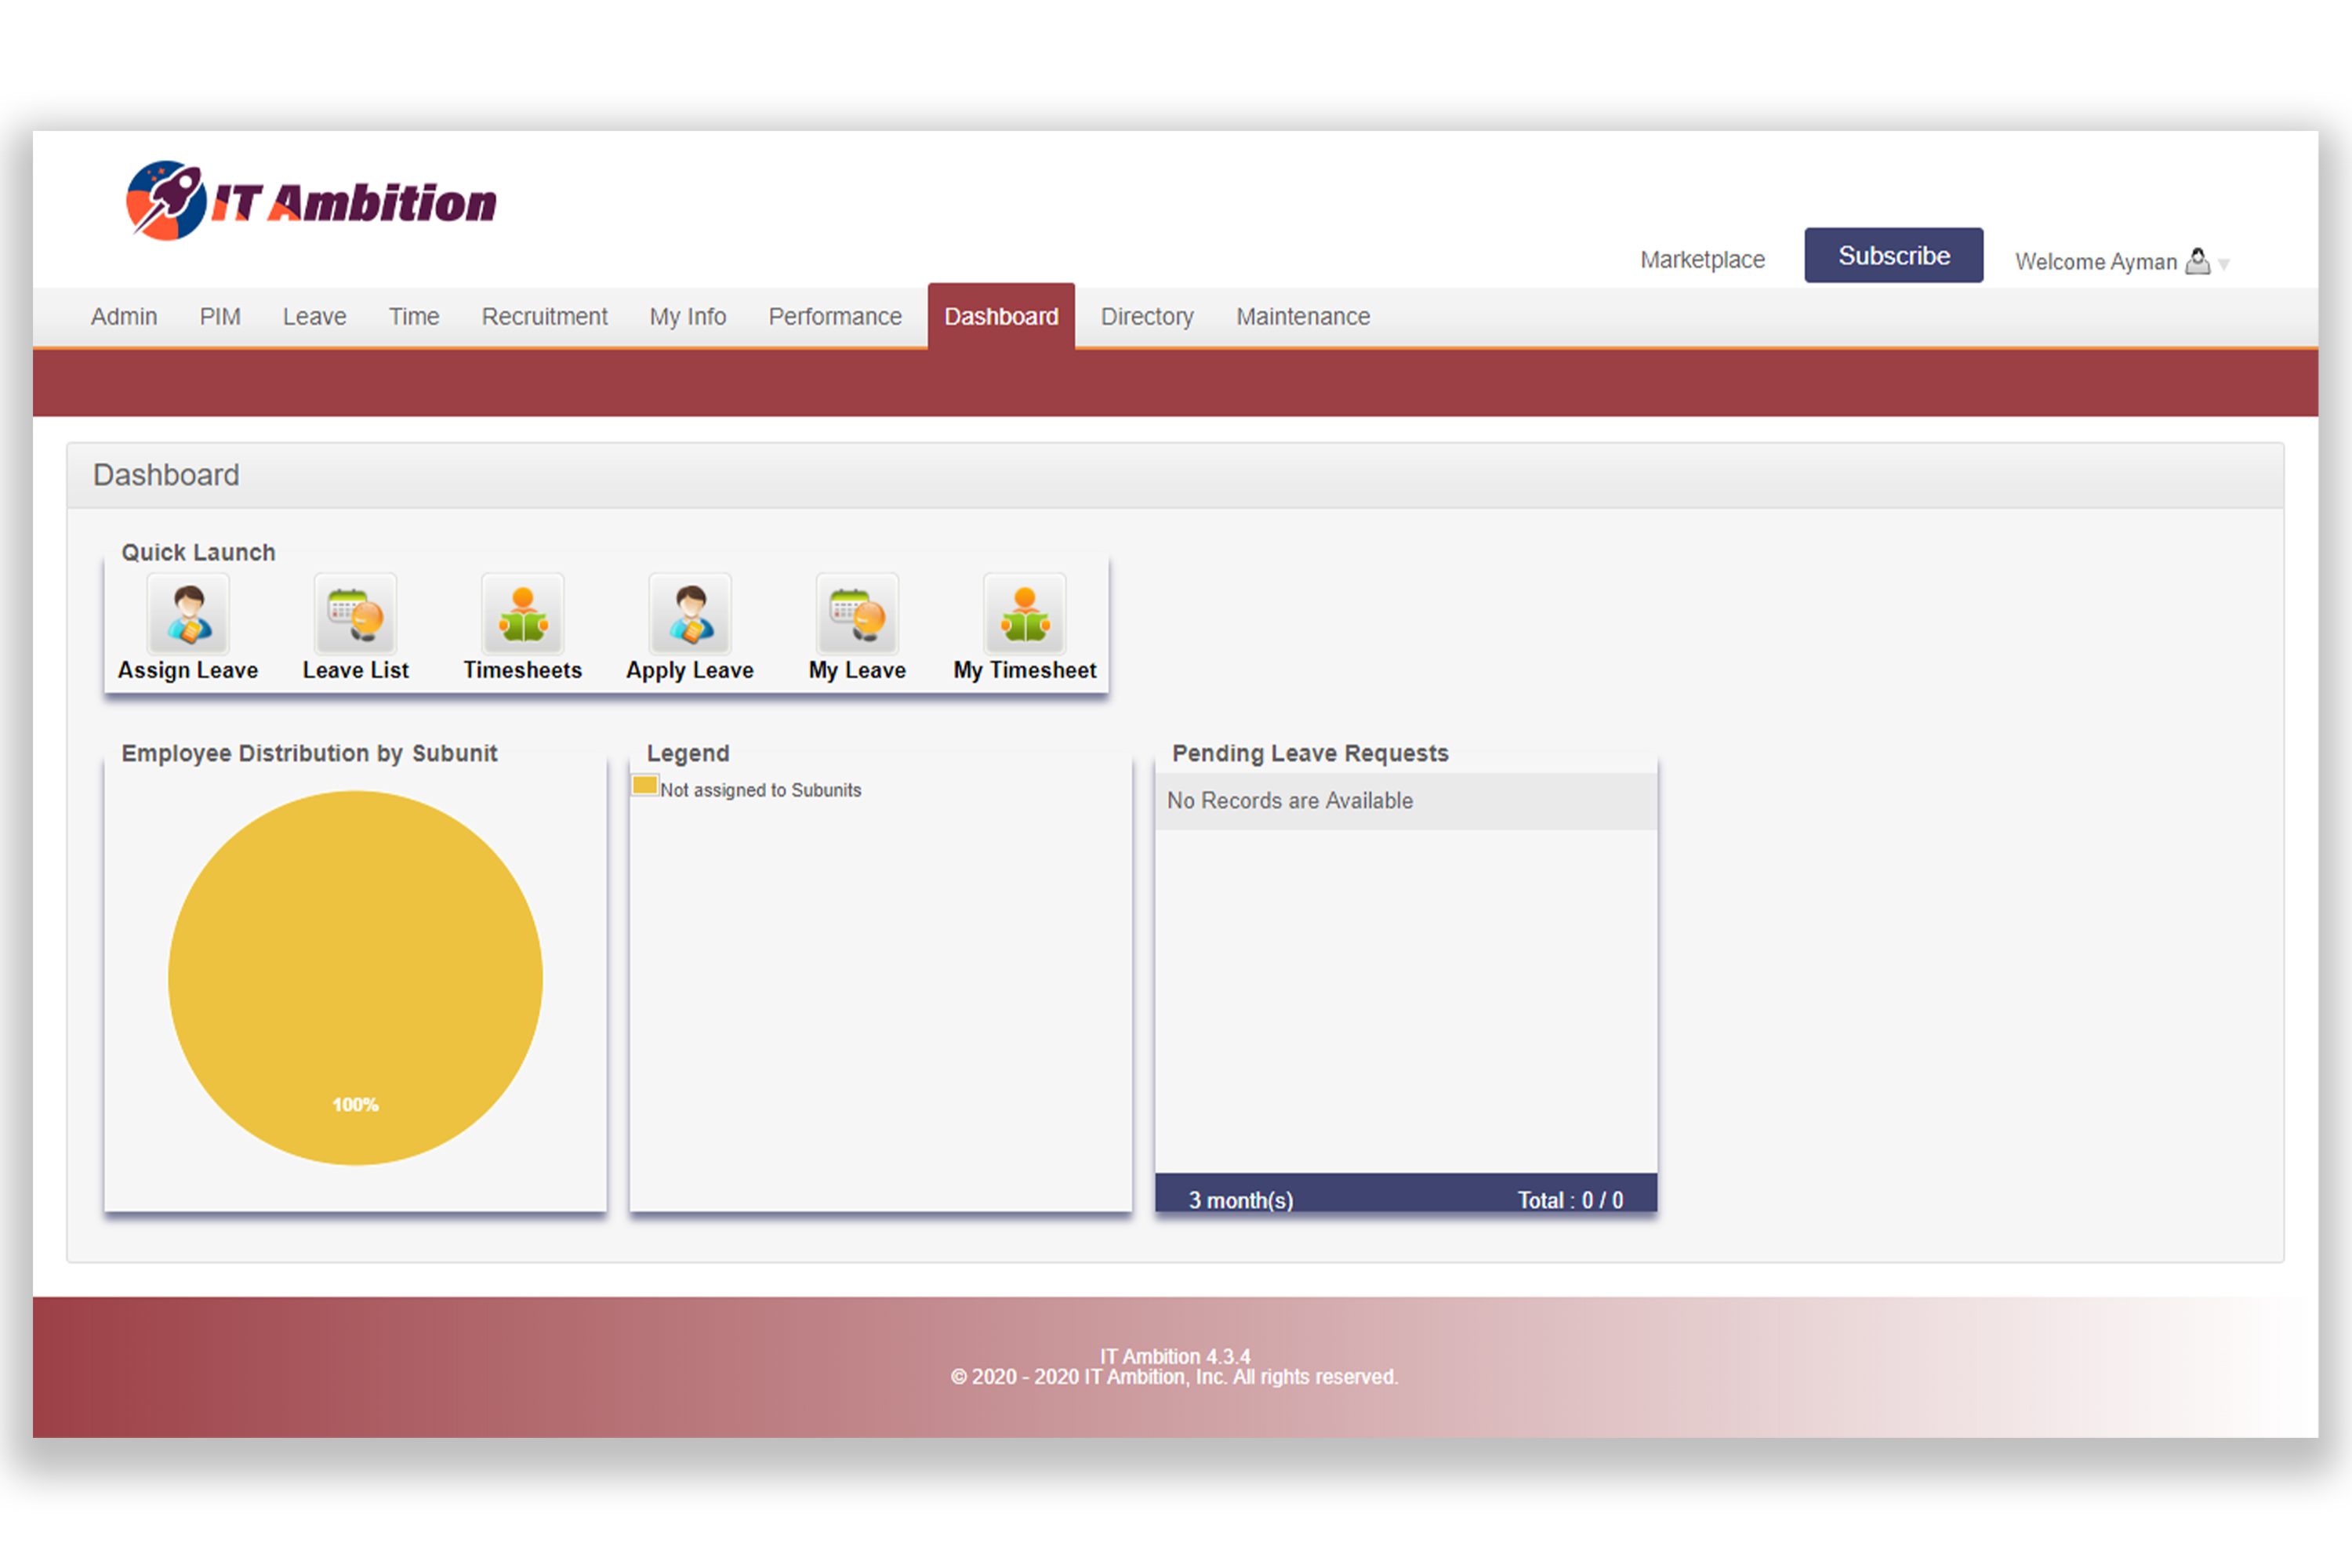 IT Ambition
Marketplace
Subscribe
Welcome Ayman
Admin PIM Leave Time Recruitment My Info Performance Dashboard Directory Maintenance
Dashboard
Quick Launch
Assign Leave Leave List Timesheets Apply Leave My Leave My Timesheet
Employee Distribution by Subunit
100%
Legend
Not assigned to Subunits
Pending Leave Requests
No Records are Available
3 month(s) Total : 0 / 0
IT Ambition 4.3.4
© 2020 - 2020 IT Ambition, Inc. All rights reserved.